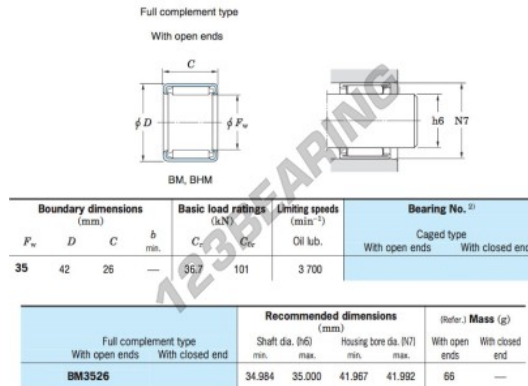 Full complement type
With open ends
C
ϕ D
ϕ Fw
h6
N7
BM, BHM
123BEARING
Boundary dimensions
(mm)
Basic load ratings
(kN)
Limiting speeds
(min⁻¹)
Bearing No. 2)
Fw D C b min. Cr C0r Oil lub.
Caged type
With open ends With closed end
35 42 26 — 36.7 101 3 700
Recommended dimensions
(mm)
(Refer.) Mass (g)
Full complement type
With open ends With closed end
Shaft dia. (h6) Housing bore dia. (N7)
min. max. min. max.
With open ends With closed end
BM3526 34.984 35.000 41.967 41.992 66 —